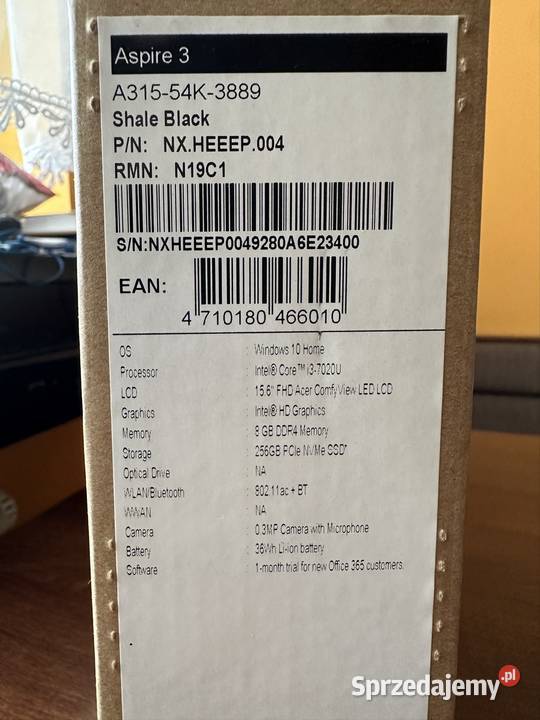 Aspire 3
A315-54K-3889
Shale Black
P/N: NX.HEEEP.004
RMN: N19C1
S/N:NXHEEEP0049280A6E23400
EAN:
4 710180 466010
OS : Windows 10 Home
Processor : Intel® Core™ i3-7020U
LCD : 15.6" FHD Acer ComfyView LED LCD
Graphics : Intel® HD Graphics
Memory : 8 GB DDR4 Memory
Storage : 256GB PCIe NVMe SSD*
Optical Drive : NA
WLAN/Bluetooth : 802.11ac + BT
WWAN : NA
Camera : 0.3MP Camera with Microphone
Battery : 36Wh Li-ion battery
Software : 1-month trial for new Office 365 customers.
Sprzedajemy.pl